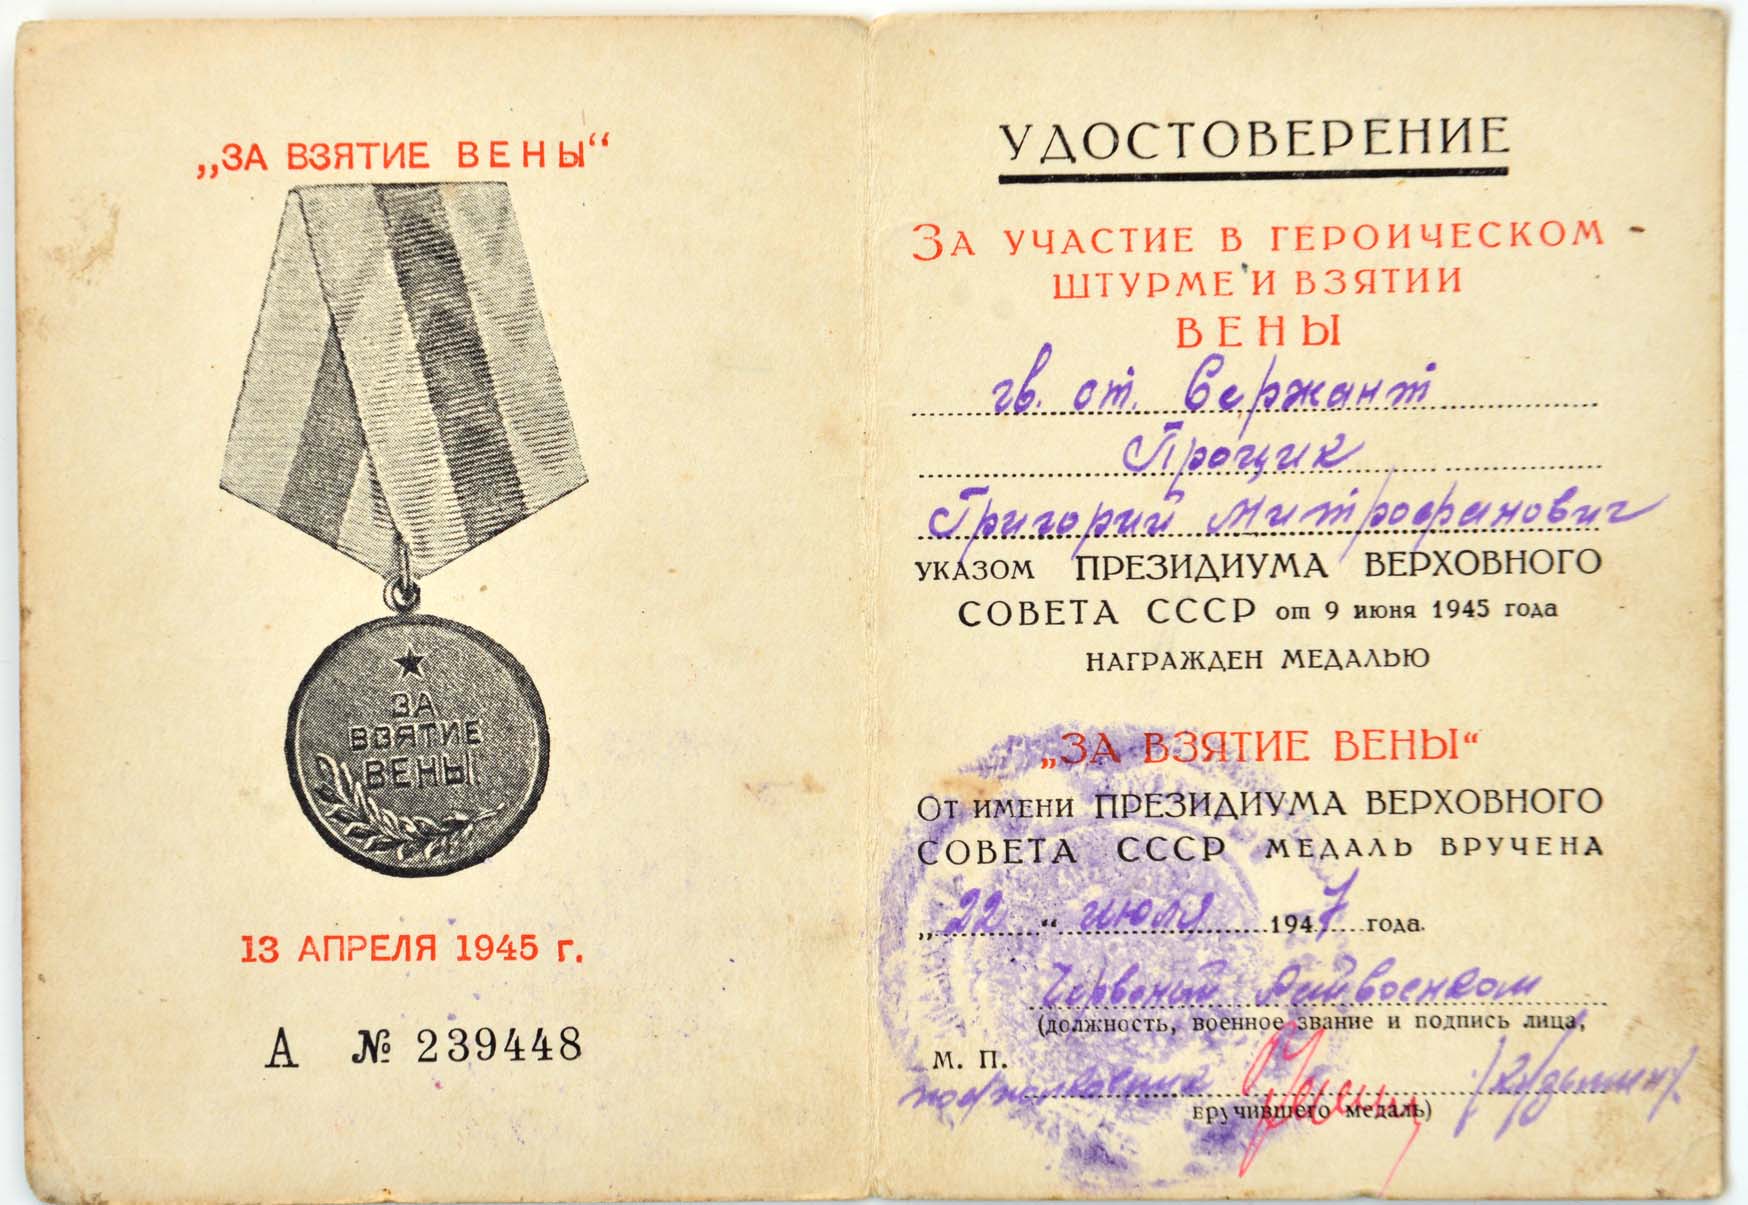 „ЗА ВЗЯТИЕ ВЕНЫ“
ЗА
ВЗЯТИЕ
ВЕНЫ
13 АПРЕЛЯ 1945 г.
А № 239448
УДОСТОВЕРЕНИЕ
ЗА УЧАСТИЕ В ГЕРОИЧЕСКОМ
ШТУРМЕ И ВЗЯТИИ
ВЕНЫ
гв. ст. Сержант
Процик
Григорий Митрофанович
УКАЗОМ ПРЕЗИДИУМА ВЕРХОВНОГО
СОВЕТА СССР от 9 июня 1945 года
НАГРАЖДЕН МЕДАЛЬЮ
„ЗА ВЗЯТИЕ ВЕНЫ“
ОТ ИМЕНИ ПРЕЗИДИУМА ВЕРХОВНОГО
СОВЕТА СССР МЕДАЛЬ ВРУЧЕНА
„22“ июля 1947 года.
Райвоенком
(должность, военное звание и подпись лица,
М. П.
подполковник
вручившего медаль)